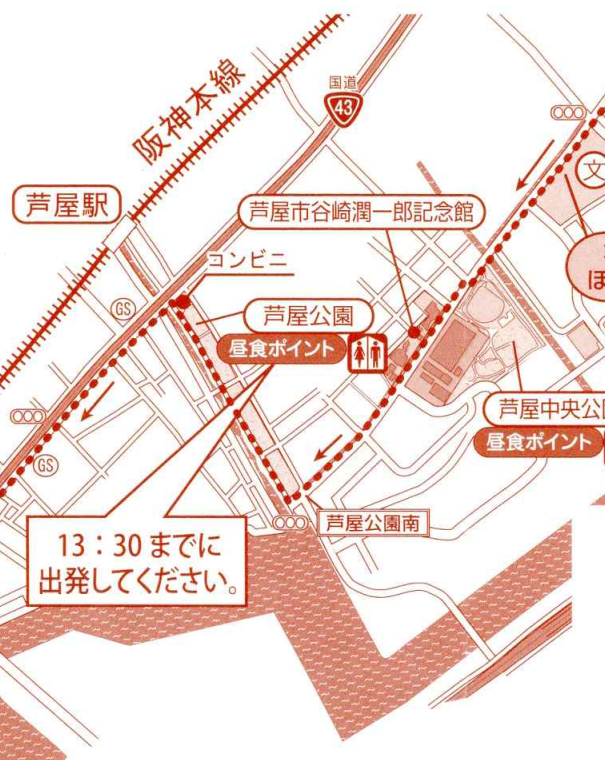 国道
43
阪神本線
芦屋駅
芦屋市谷崎潤一郎記念館
文
コンビニ
GS
芦屋公園
昼食ポイント
芦屋中央公
昼食ポイント
GS
芦屋公園南
13：30 までに
出発してください。